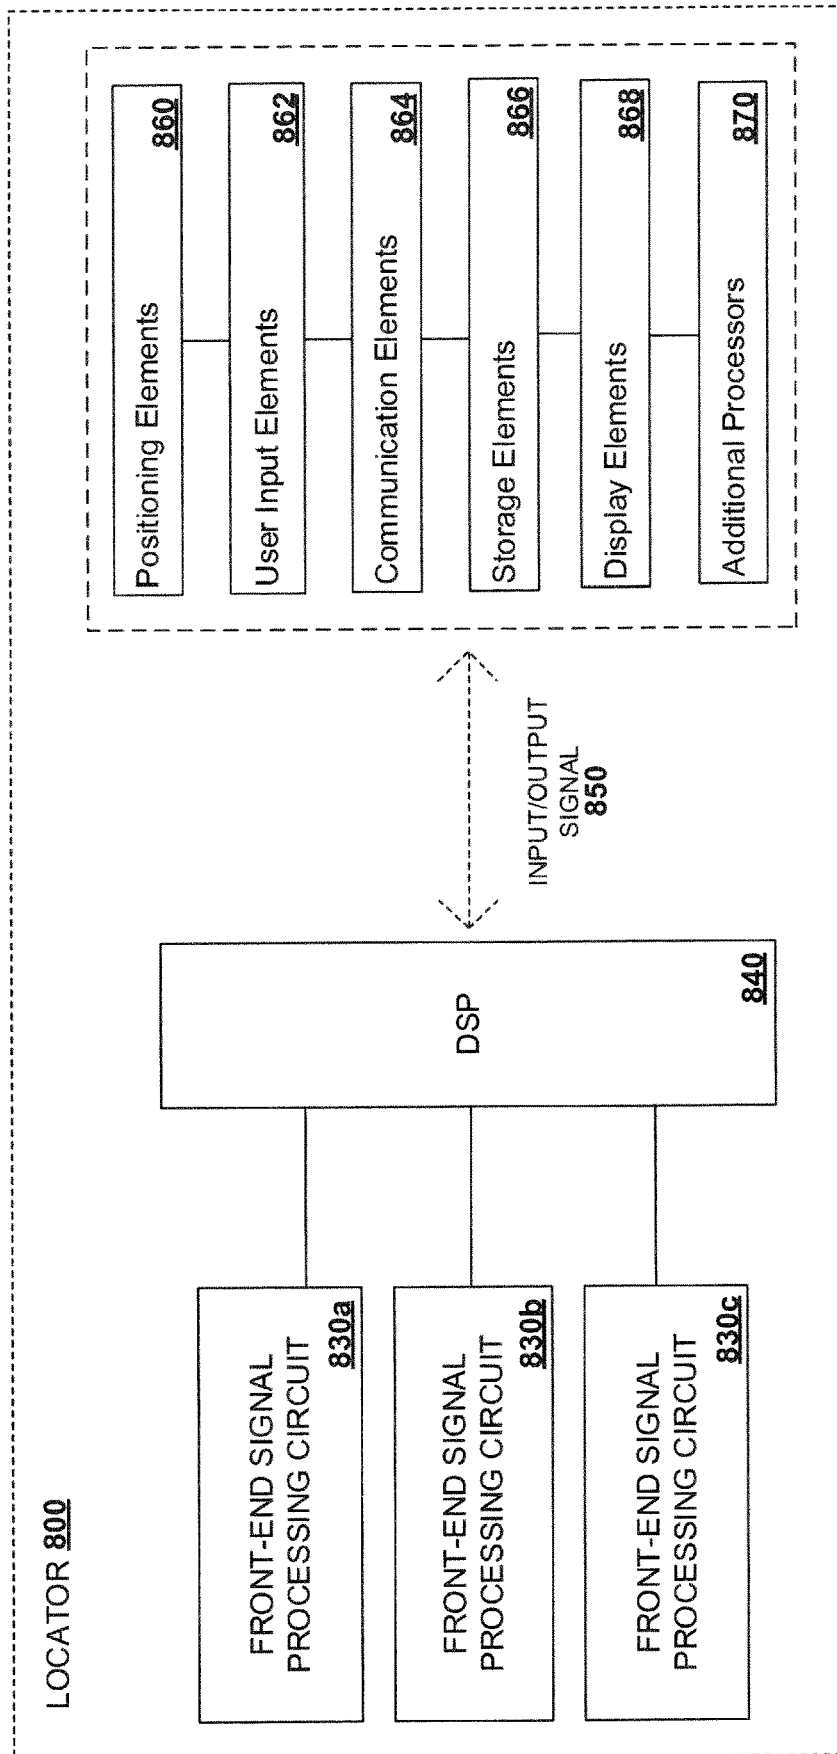 LOCATOR 800
FRONT-END SIGNAL
PROCESSING CIRCUIT
830a
FRONT-END SIGNAL
PROCESSING CIRCUIT
830b
FRONT-END SIGNAL
PROCESSING CIRCUIT
830c
DSP
840
INPUT/OUTPUT
SIGNAL
850
Positioning Elements
860
User Input Elements
862
Communication Elements
864
Storage Elements
866
Display Elements
868
Additional Processors
870